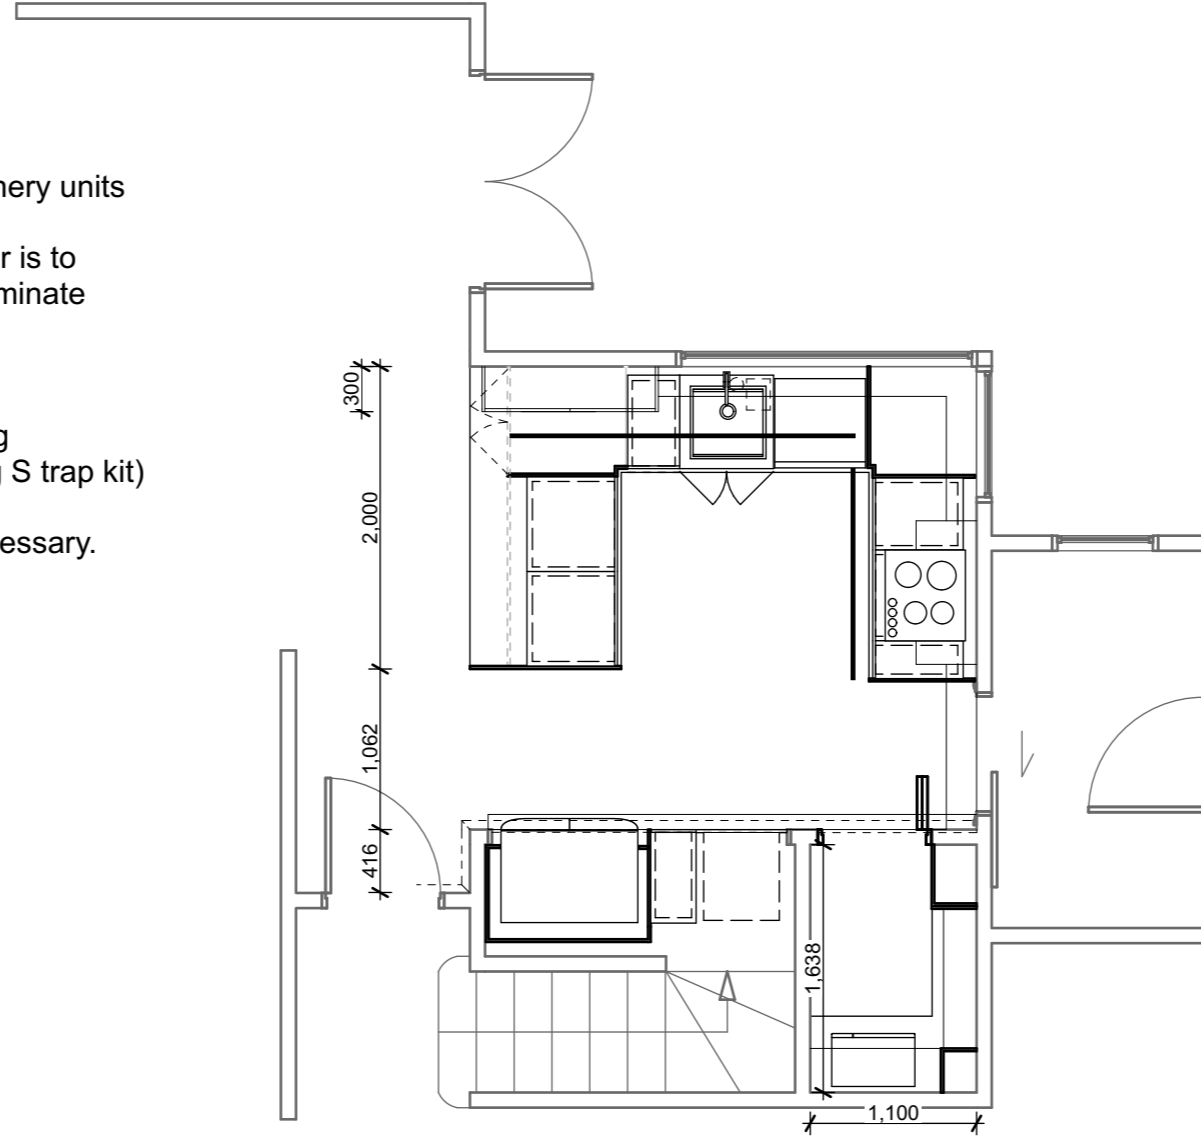 nery units
r is to
minate
g
g S trap kit)
essary.
300
2,000
1,062
416
1,638
1,100